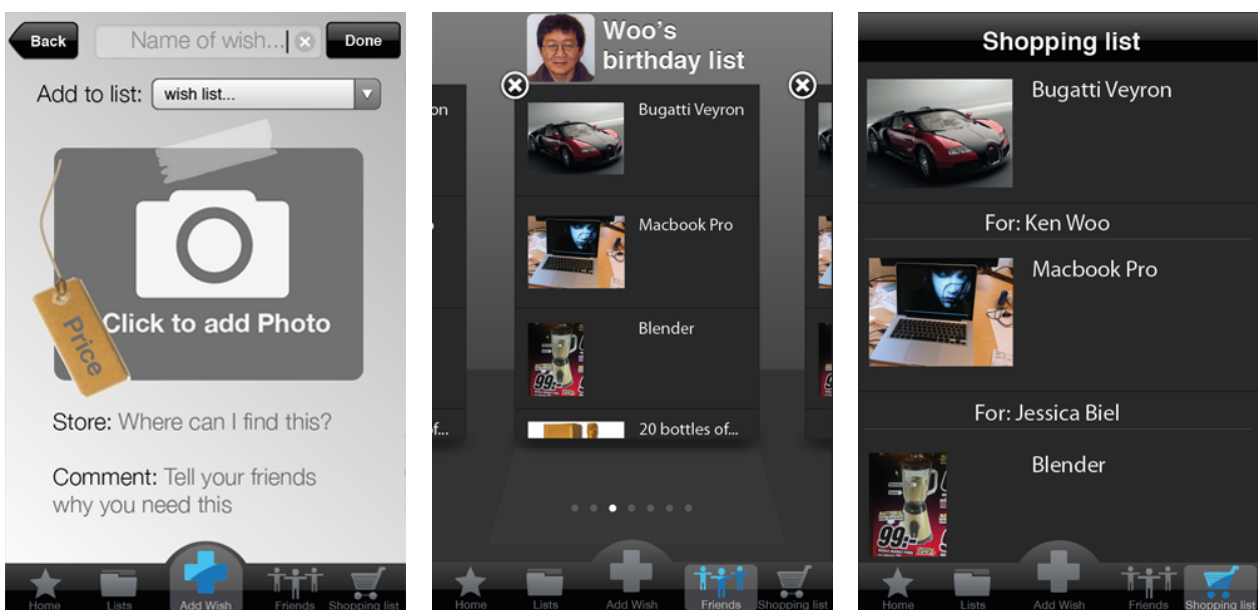 Back
Name of wish...
Done
Add to list:
wish list...
Price
Click to add Photo
Store: Where can I find this?
Comment: Tell your friends
why you need this
Home
Lists
Add Wish
Friends
Shopping list
Woo's
birthday list
on
Bugatti Veyron
Macbook Pro
Blender
99:-
f...
20 bottles of...
Home
Lists
Add Wish
Friends
Shopping list
Shopping list
Bugatti Veyron
For: Ken Woo
Macbook Pro
For: Jessica Biel
Blender
99:-
Home
Lists
Add Wish
Friends
Shopping list